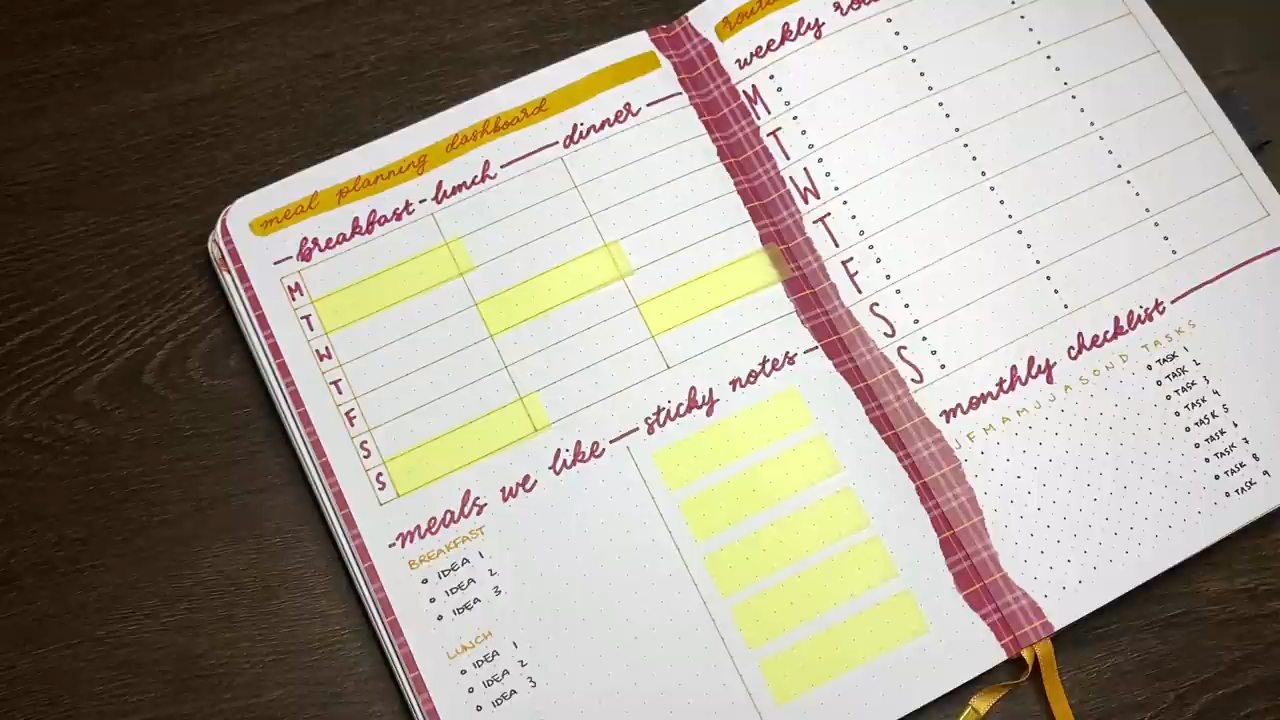 meal planning dashboard
breakfast lunch dinner
M
T
W
T
F
S
S
meals we like
BREAKFAST
IDEA 1
IDEA 2
IDEA 3
LUNCH
IDEA 1
IDEA 2
IDEA 3
sticky notes
weekly
M
T
W
T
F
S
S
monthly checklist
J F M A M J J A S O N D TASKS
TASK 1
TASK 2
TASK 3
TASK 4
TASK 5
TASK 6
TASK 7
TASK 8
TASK 9